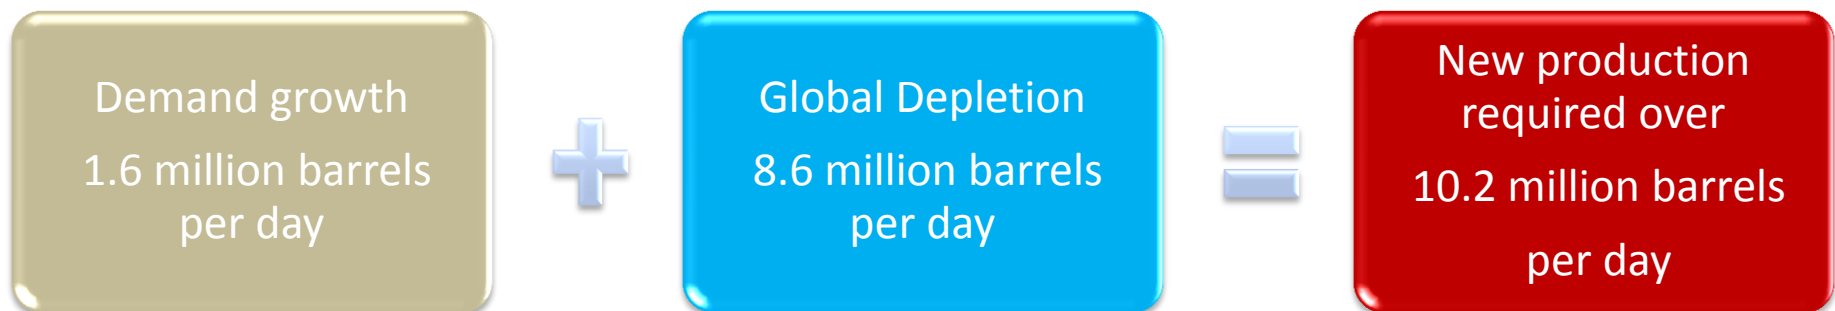 Demand growth
1.6 million barrels
per day
Global Depletion
8.6 million barrels
per day
New production
required over
10.2 million barrels
per day